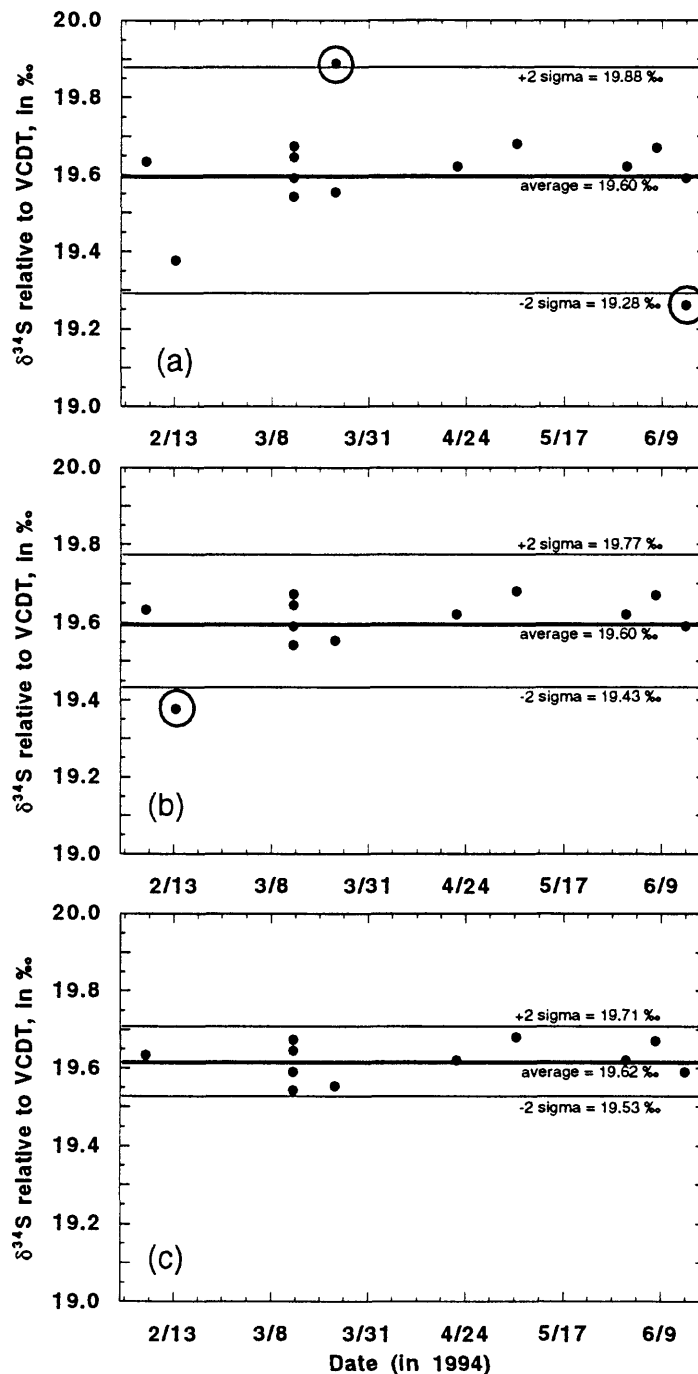 20.0
+2 sigma = 19.88 ‰
19.8
19.6
average = 19.60 ‰
19.4
-2 sigma = 19.28 ‰
19.2
(a)
19.0
δ³⁴S relative to VCDT, in ‰
2/13 3/8 3/31 4/24 5/17 6/9
20.0
+2 sigma = 19.77 ‰
19.8
19.6
average = 19.60 ‰
-2 sigma = 19.43 ‰
19.4
19.2
(b)
19.0
δ³⁴S relative to VCDT, in ‰
2/13 3/8 3/31 4/24 5/17 6/9
20.0
+2 sigma = 19.71 ‰
19.8
19.6
average = 19.62 ‰
-2 sigma = 19.53 ‰
19.4
19.2
(c)
19.0
δ³⁴S relative to VCDT, in ‰
2/13 3/8 3/31 4/24 5/17 6/9
Date (in 1994)